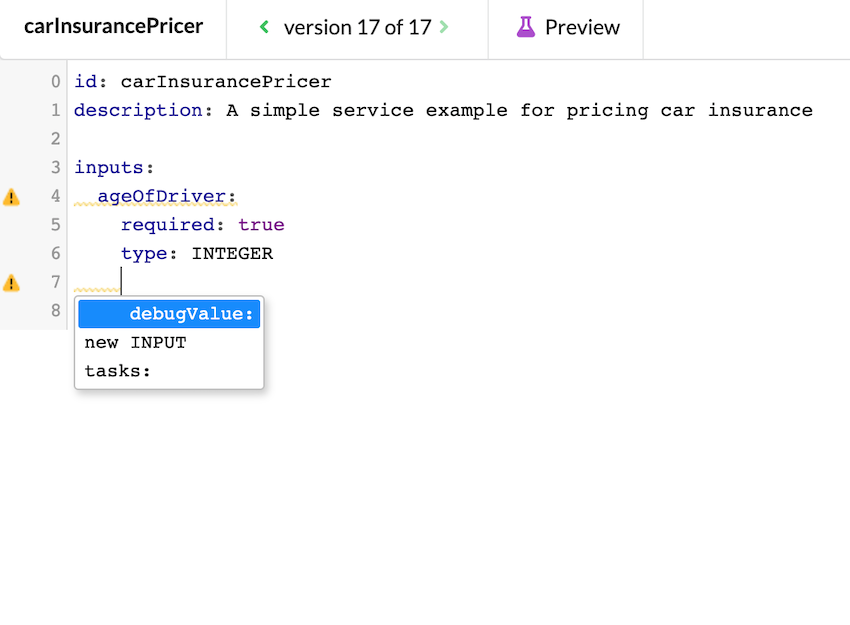 carInsurancePricer version 17 of 17 Preview
0 id: carInsurancePricer
1 description: A simple service example for pricing car insurance
2
3 inputs:
4 ageOfDriver:
5 required: true
6 type: INTEGER
7
8
debugValue:
new INPUT
tasks: